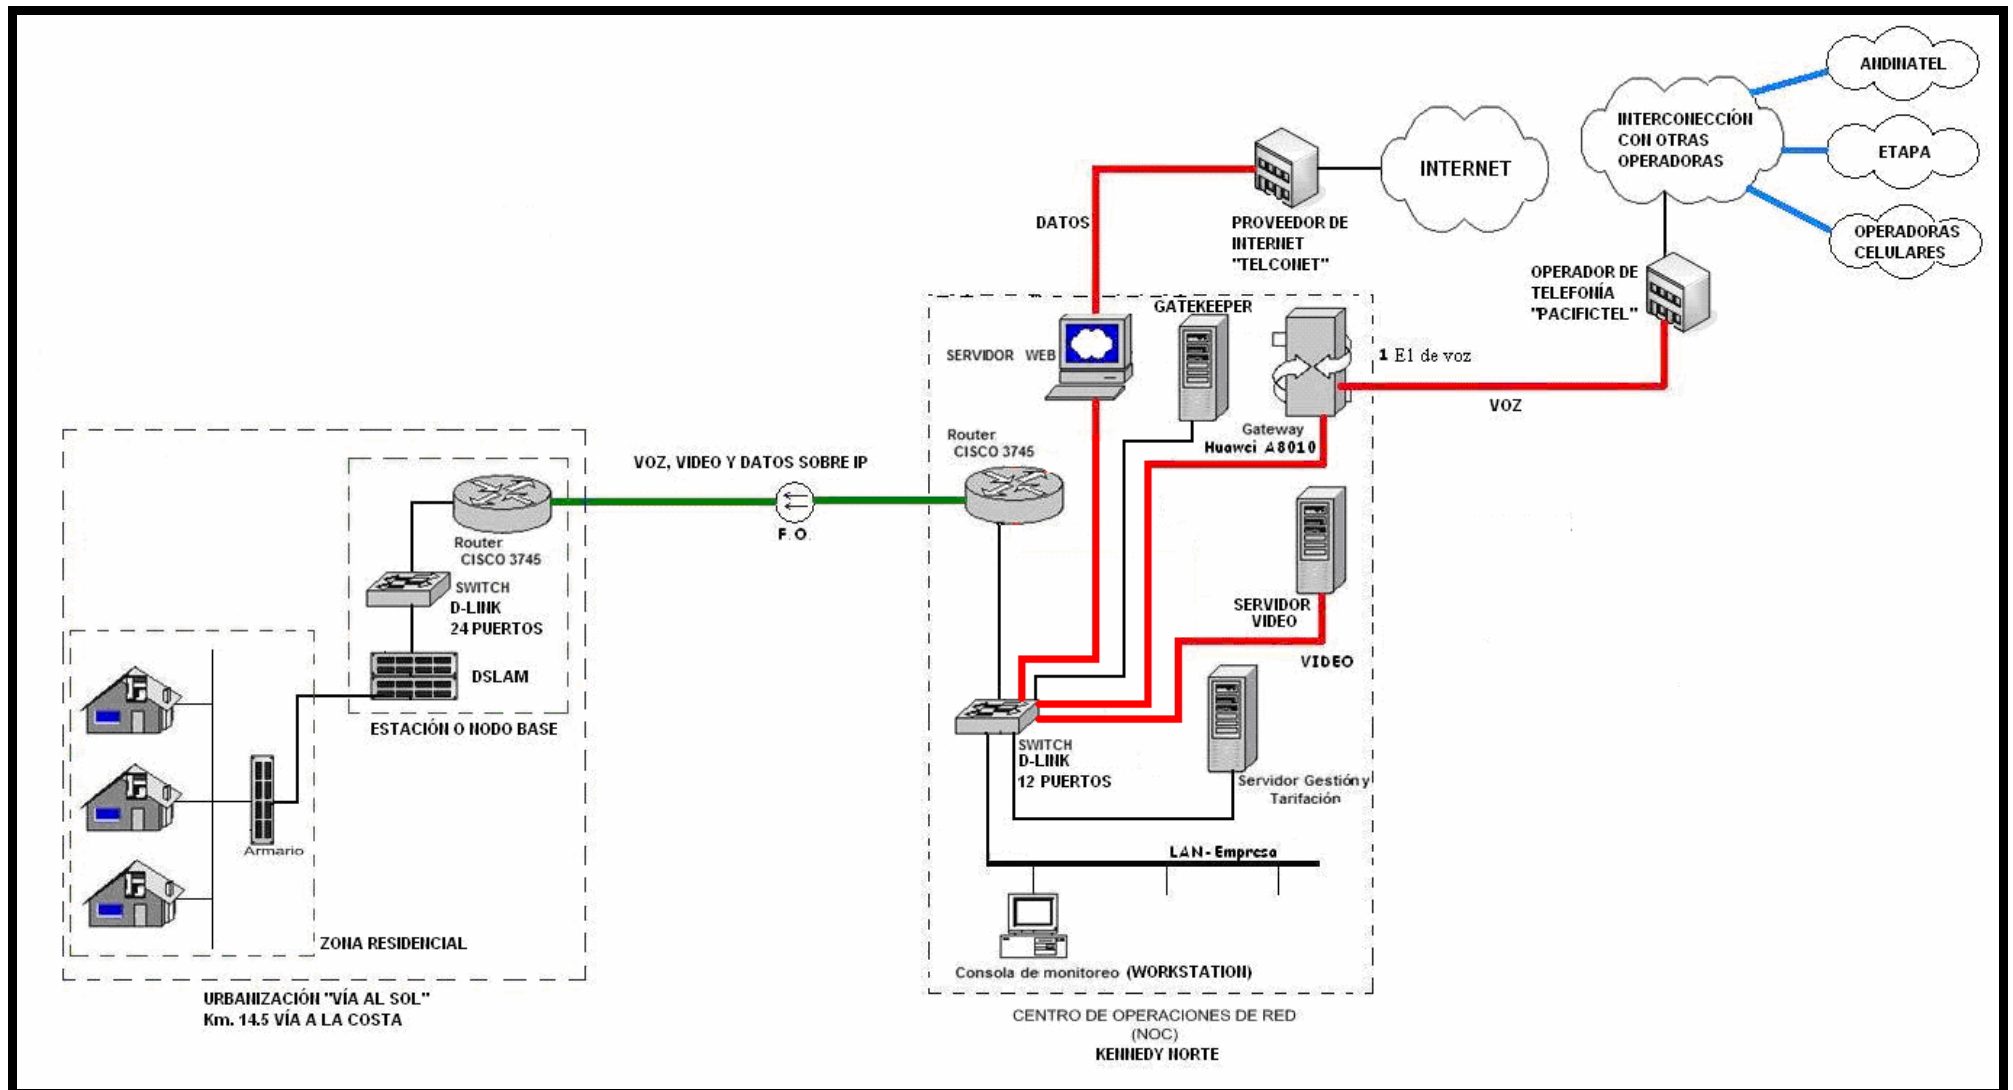 ANDINATEL
INTERCONECCIÓN
CON OTRAS
OPERADORAS
ETAPA
OPERADORAS
CELULARES
INTERNET
DATOS
PROVEEDOR DE
INTERNET
"TELCONET"
OPERADOR DE
TELEFONÍA
"PACIFICTEL"
GATEKEEPER
SERVIDOR WEB
1 E1 de voz
VOZ
Gateway
Huawei A8010
Router
CISCO 3745
VOZ, VIDEO Y DATOS SOBRE IP
F. O.
Router
CISCO 3745
SWITCH
D-LINK
24 PUERTOS
DSLAM
ESTACIÓN O NODO BASE
SERVIDOR
VIDEO
VIDEO
SWITCH
D-LINK
12 PUERTOS
Servidor Gestión y
Tarifación
Armario
LAN - Empresa
ZONA RESIDENCIAL
Consola de monitoreo (WORKSTATION)
URBANIZACIÓN "VÍA AL SOL"
Km. 14.5 VÍA A LA COSTA
CENTRO DE OPERACIONES DE RED
(NOC)
KENNEDY NORTE